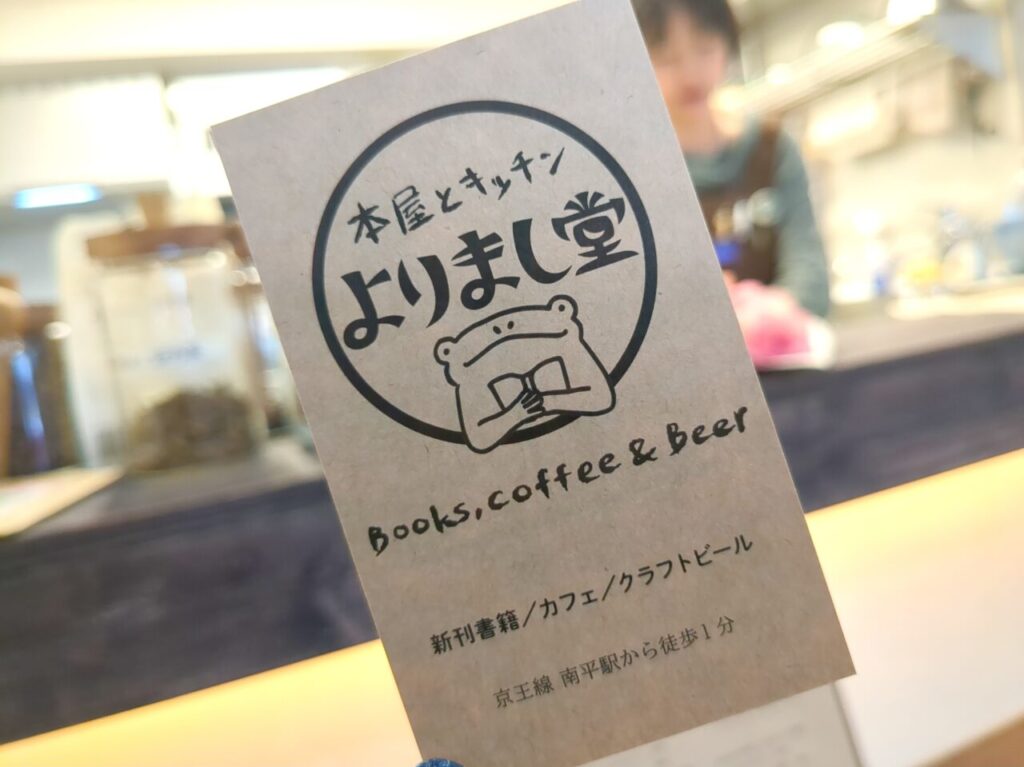 本屋とキッチン
よりまし堂
Books, coffee & Beer
新刊書籍/カフェ/クラフトビール
京王線 南平駅から徒歩1分